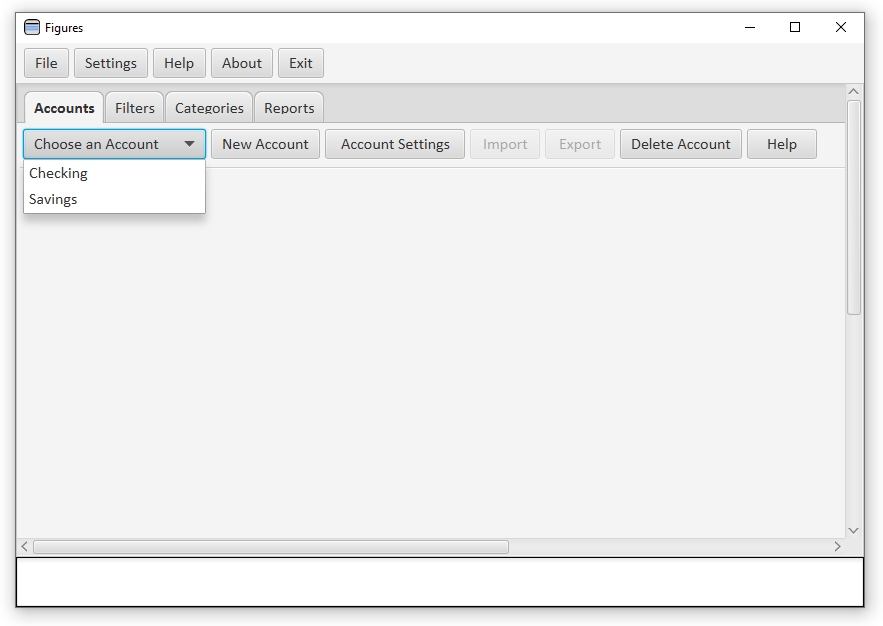 Figures
File Settings Help About Exit
Accounts Filters Categories Reports
Choose an Account New Account Account Settings Import Export Delete Account Help
Checking
Savings